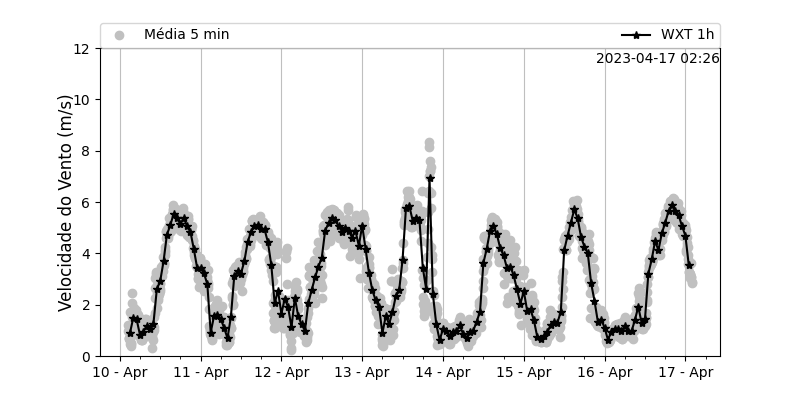 Média 5 min
WXT 1h
2023-04-17 02:26
Velocidade do Vento (m/s)
12
10
8
6
4
2
0
10 - Apr
11 - Apr
12 - Apr
13 - Apr
14 - Apr
15 - Apr
16 - Apr
17 - Apr